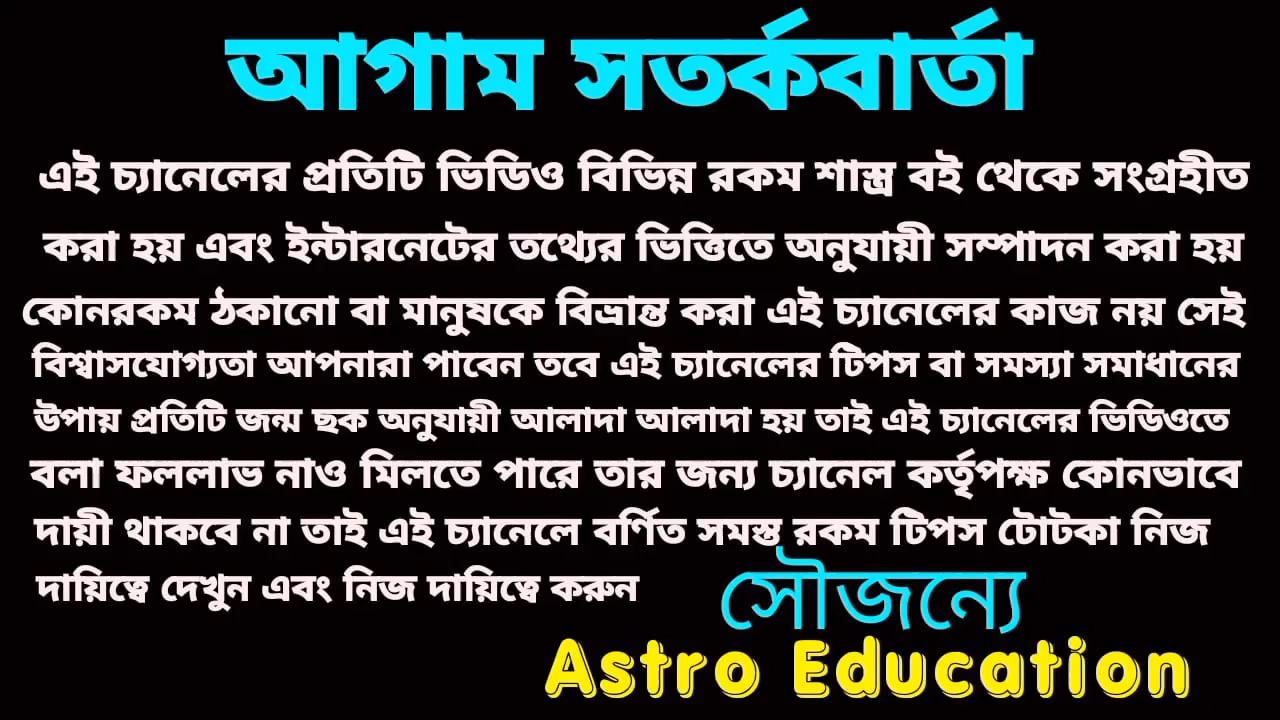 আগাম সতর্কবার্তা
এই চ্যানেলের প্রতিটি ভিডিও বিভিন্ন রকম শাস্ত্র বই থেকে সংগ্রহীত
করা হয় এবং ইন্টারনেটের তথ্যের ভিত্তিতে অনুযায়ী সম্পাদন করা হয়
কোনরকম ঠকানো বা মানুষকে বিভ্রান্ত করা এই চ্যানেলের কাজ নয় সেই
বিশ্বাসযোগ্যতা আপনারা পাবেন তবে এই চ্যানেলের টিপস বা সমস্যা সমাধানের
উপায় প্রতিটি জন্ম ছক অনুযায়ী আলাদা আলাদা হয় তাই এই চ্যানেলের ভিডিওতে
বলা ফললাভ নাও মিলতে পারে তার জন্য চ্যানেল কর্তৃপক্ষ কোনভাবে
দায়ী থাকবে না তাই এই চ্যানেলে বর্ণিত সমস্ত রকম টিপস টোটকা নিজ
দায়িত্বে দেখুন এবং নিজ দায়িত্বে করুন
সৌজন্যে
Astro Education